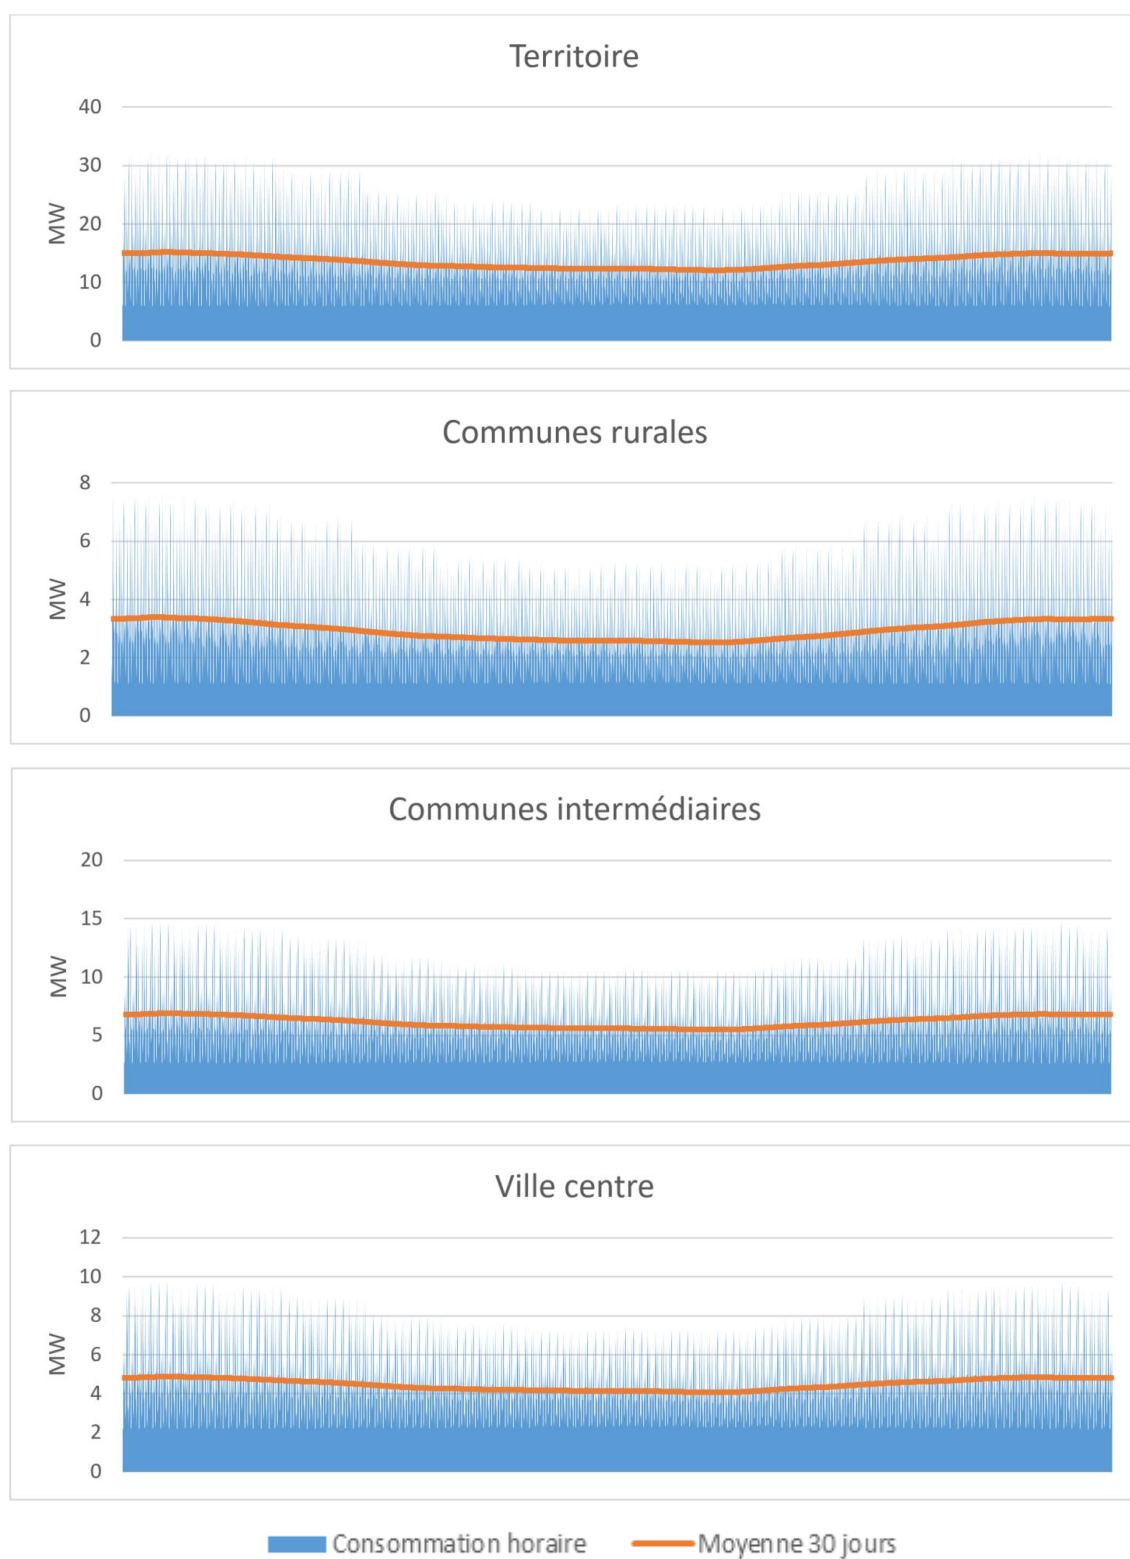 Territoire
40
30
20
10
0
MW
Communes rurales
8
6
4
2
0
MW
Communes intermédiaires
20
15
10
5
0
MW
Ville centre
12
10
8
6
4
2
0
MW
Consommation horaire Moyenne 30 jours